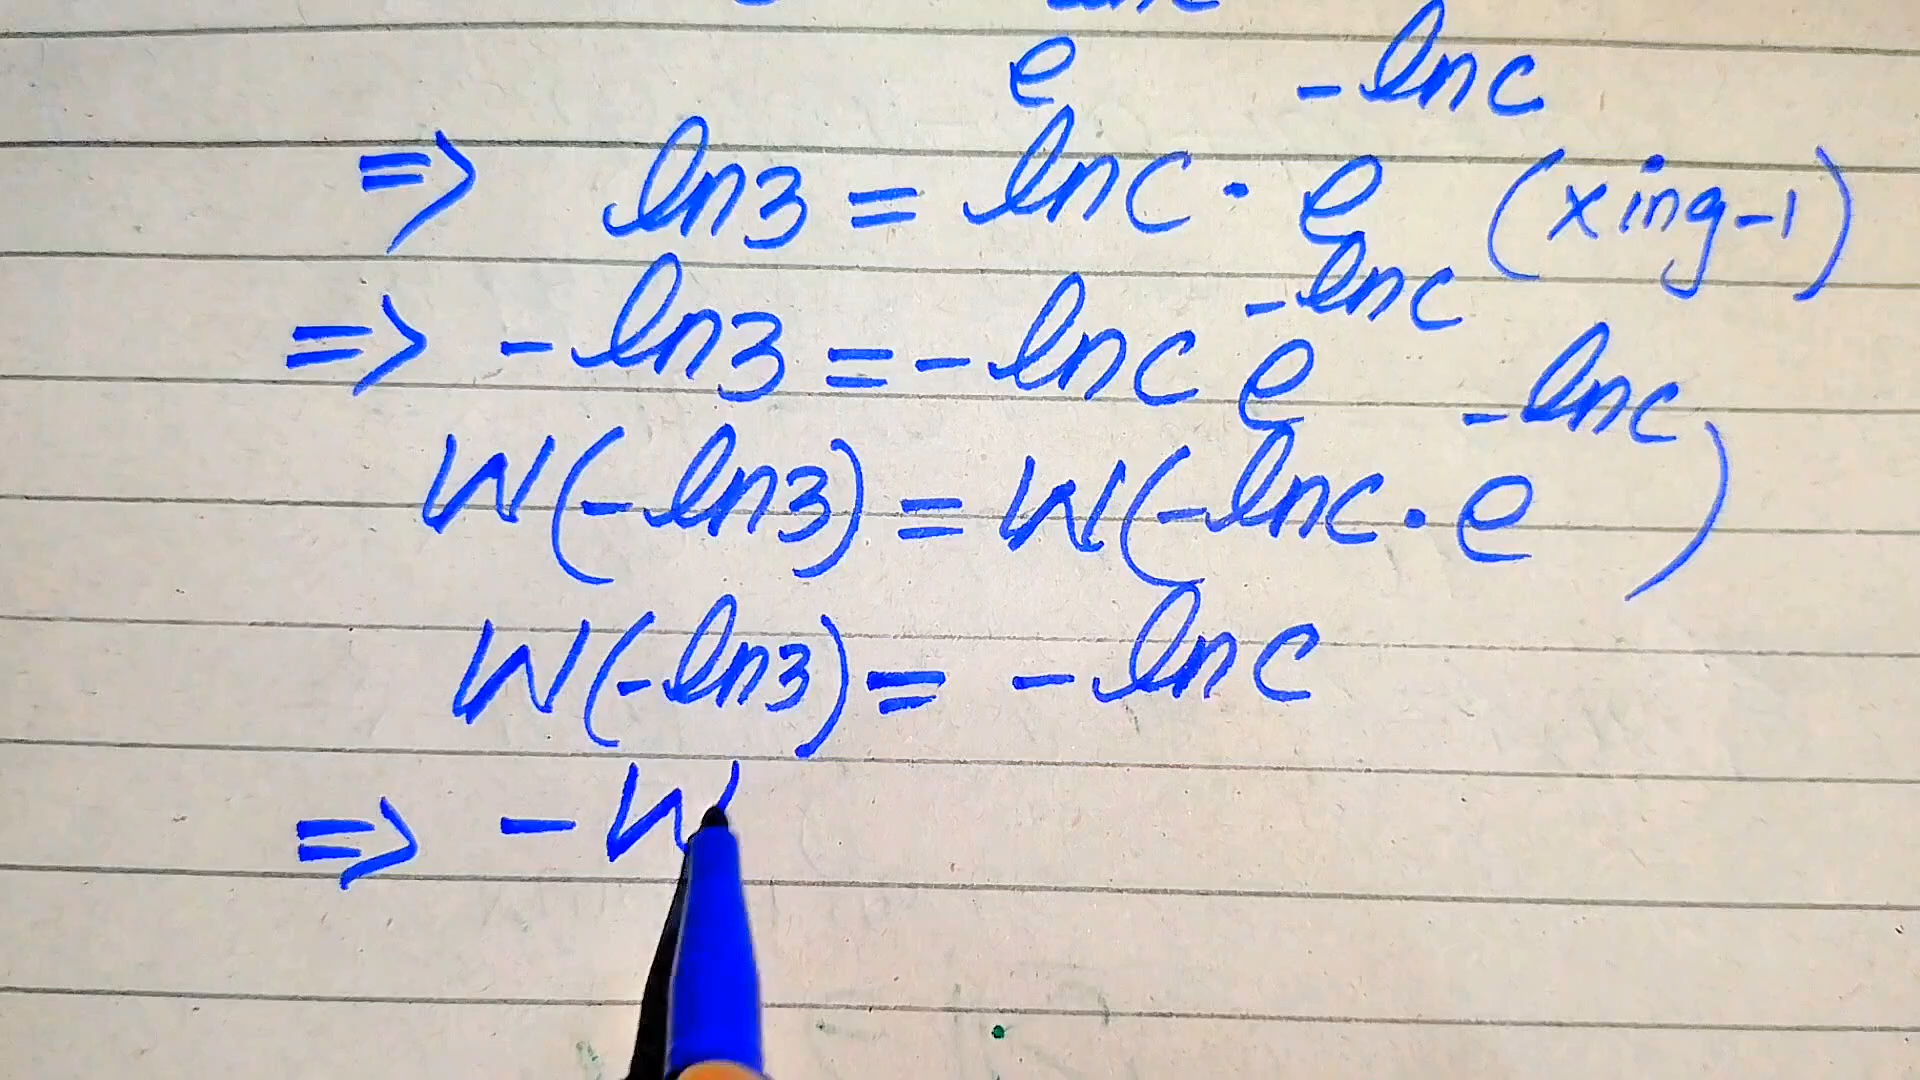 e
=> ln3 = lnc · e^-lnc (xing-1)
=> -ln3 = -lnc e^-lnc
W(-ln3) = W(-lnc · e^-lnc)
W(-ln3) = -lnc
=> -W